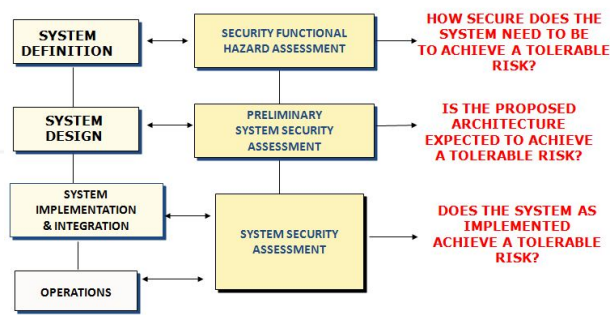 SYSTEM
DEFINITION
SECURITY FUNCTIONAL
HAZARD ASSESSMENT
HOW SECURE DOES THE
SYSTEM NEED TO BE
TO ACHIEVE A TOLERABLE
RISK?
SYSTEM
DESIGN
PRELIMINARY
SYSTEM SECURITY
ASSESSMENT
IS THE PROPOSED
ARCHITECTURE
EXPECTED TO ACHIEVE
A TOLERABLE RISK?
SYSTEM
IMPLEMENTATION
& INTEGRATION
SYSTEM SECURITY
ASSESSMENT
DOES THE SYSTEM AS
IMPLEMENTED
ACHIEVE A TOLERABLE
RISK?
OPERATIONS